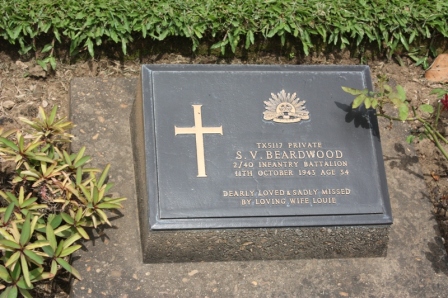 TX5117 PRIVATE
S. V. BEARDWOOD
2/40 INFANTRY BATTALION
11TH OCTOBER 1943 AGE 34
DEARLY LOVED & SADLY MISSED
BY LOVING WIFE LOUIE